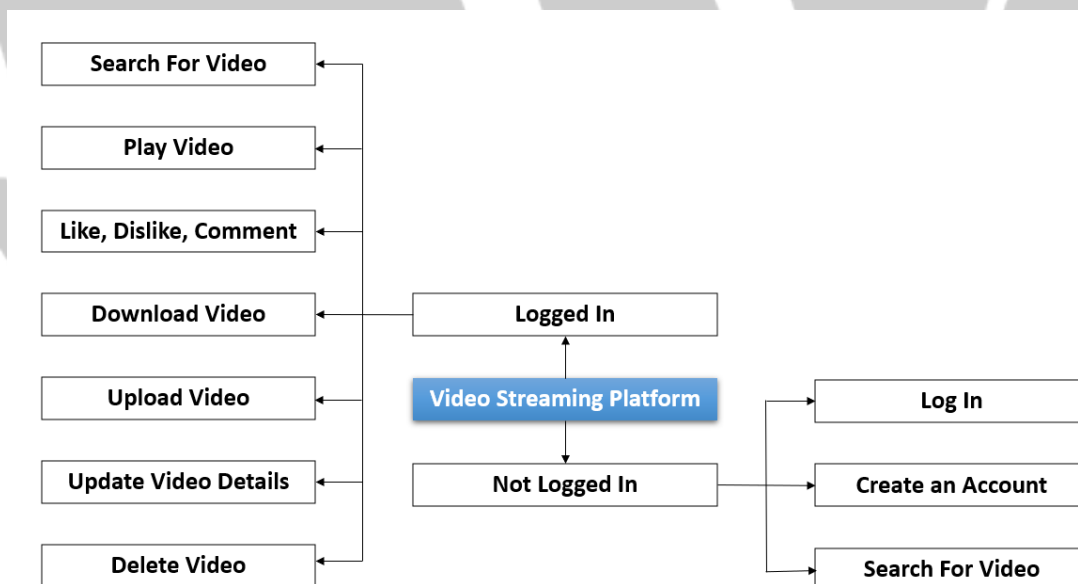 Search For Video
Play Video
Like, Dislike, Comment
Download Video
Upload Video
Update Video Details
Delete Video
Logged In
Video Streaming Platform
Not Logged In
Log In
Create an Account
Search For Video